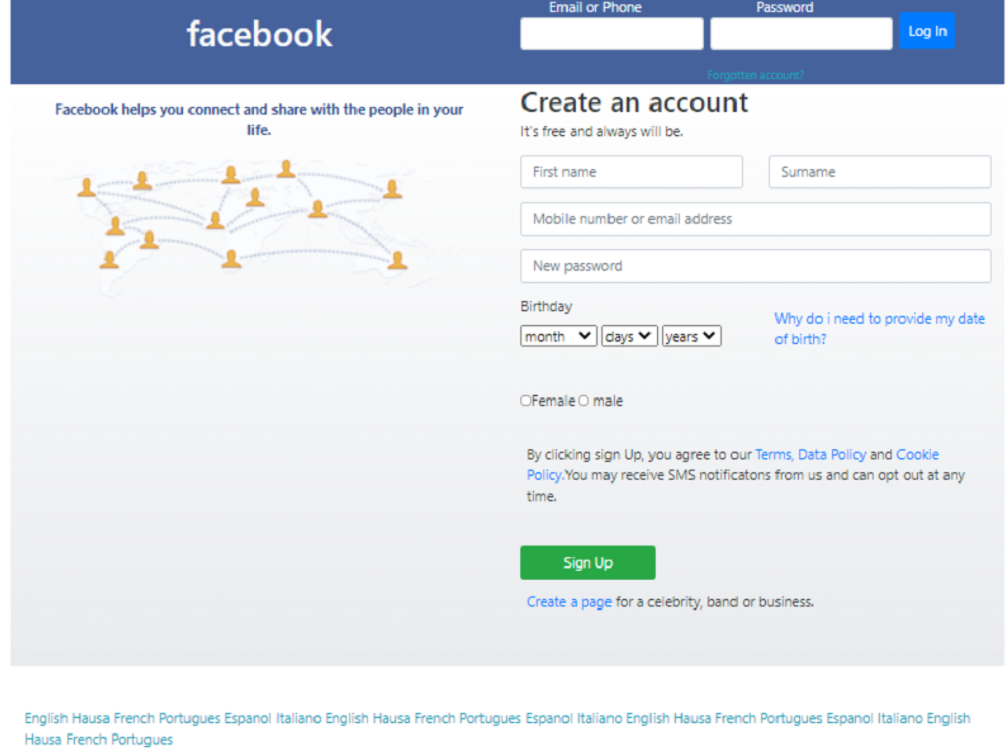 Email or Phone Password
facebook
Log In
Forgotten account?
Facebook helps you connect and share with the people in your
life.
Create an account
It's free and always will be.
First name
Surname
Mobile number or email address
New password
Birthday
month days years
Why do i need to provide my date
of birth?
Female male
By clicking sign Up, you agree to our Terms, Data Policy and Cookie
Policy.You may receive SMS notificatons from us and can opt out at any
time.
Sign Up
Create a page for a celebrity, band or business.
English Hausa French Portugues Espanol Italiano English Hausa French Portugues Espanol Italiano English Hausa French Portugues Espanol Italiano English
Hausa French Portugues